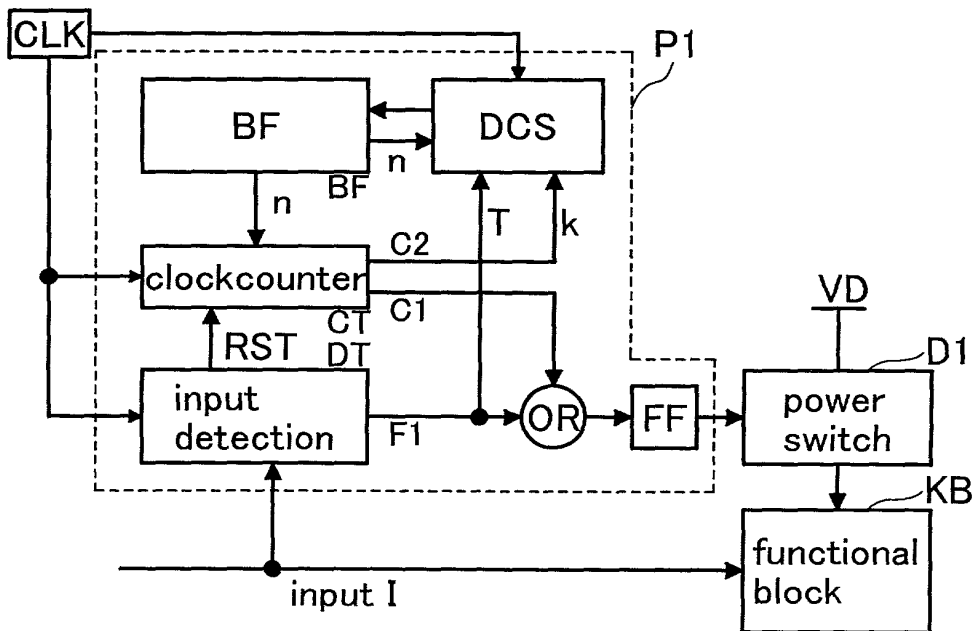 CLK
P1
BF
DCS
n
BF
n
T
k
C2
clockcounter
C1
CT
VD
RST
DT
D1
input
detection
F1
OR
FF
power
switch
KB
functional
block
input I